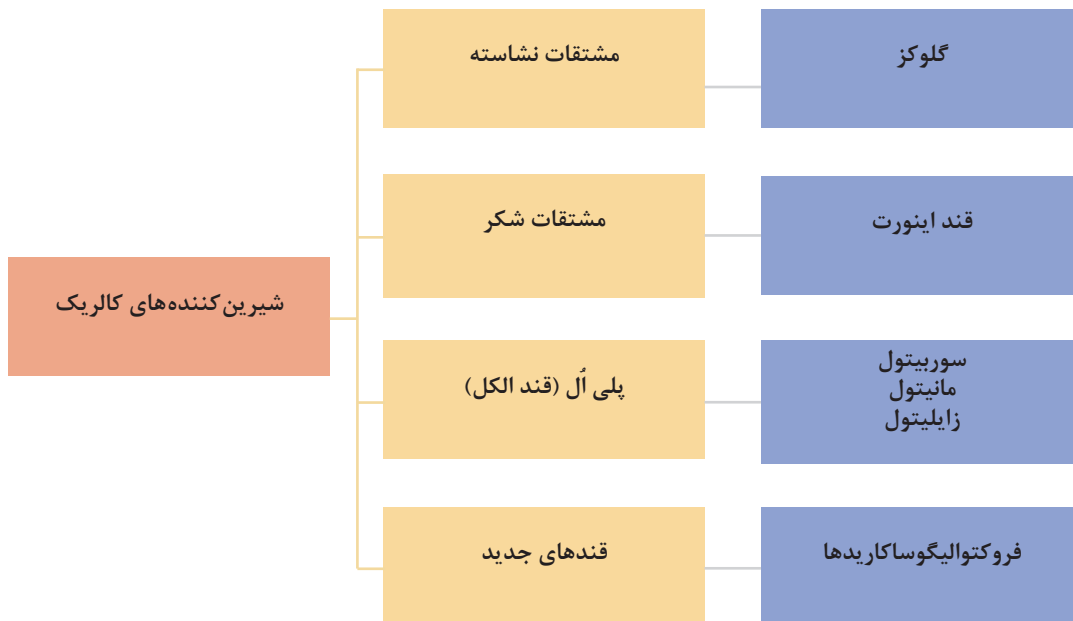 شیرین‌کننده‌های کالریک
مشتقات نشاسته
گلوکز
مشتقات شکر
قند اینورت
پلی اُل (قند الکل)
سوربیتول
مانیتول
زایلیتول
قندهای جدید
فروکتوالیگوساکاریدها